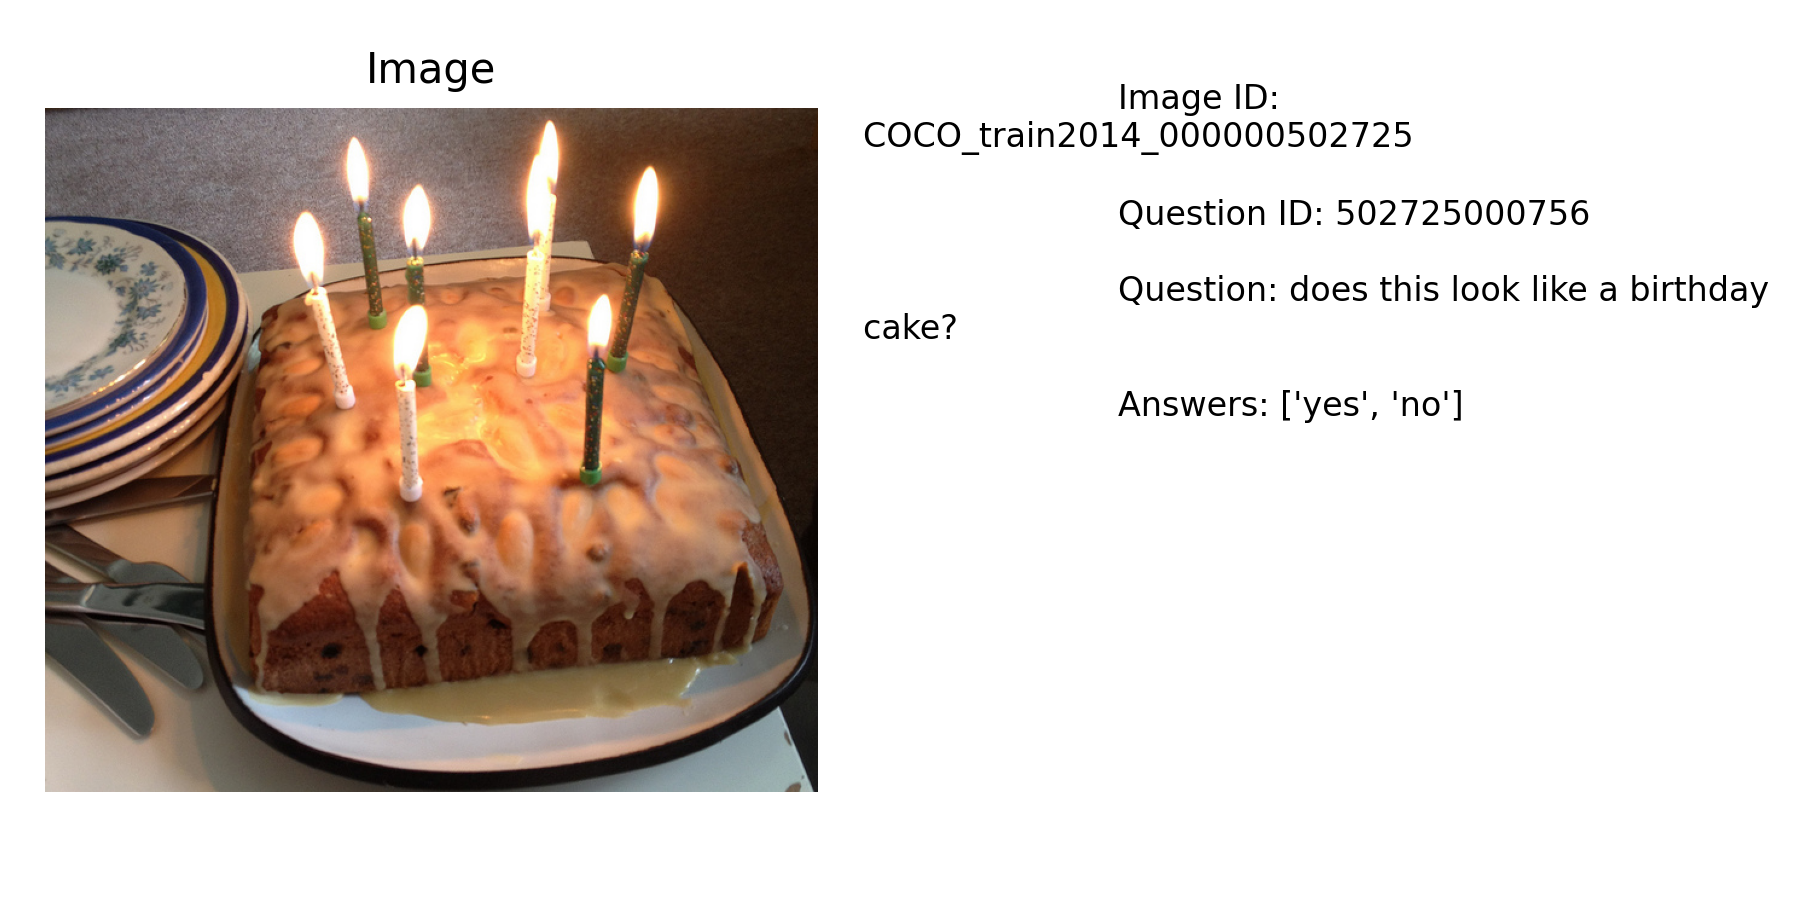 Image
Image ID:
COCO_train2014_000000502725
Question ID: 502725000756
Question: does this look like a birthday
cake?
Answers: ['yes', 'no']